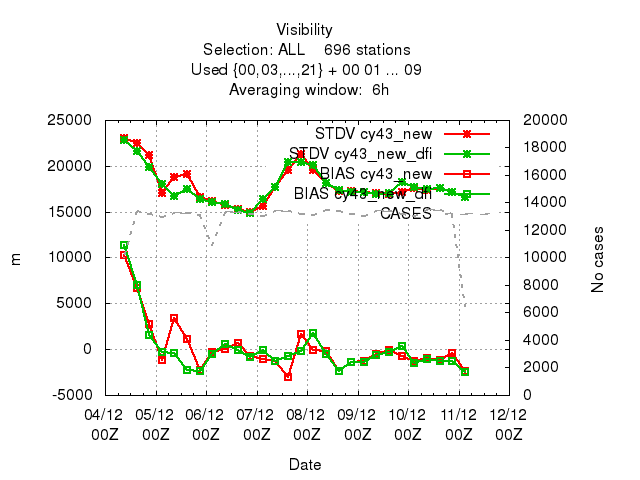 Visibility
Selection: ALL    696 stations
Used {00,03,...,21} + 00 01 ... 09
Averaging window:  6h
25000
20000
15000
10000
5000
0
-5000
m
STDV cy43_new
STDV cy43_new_dfi
BIAS cy43_new
BIAS cy43_new_dfi
CASES
20000
18000
16000
14000
12000
10000
8000
6000
4000
2000
0
No cases
04/12 05/12 06/12 07/12 08/12 09/12 10/12 11/12 12/12
00Z 00Z 00Z 00Z 00Z 00Z 00Z 00Z 00Z
Date